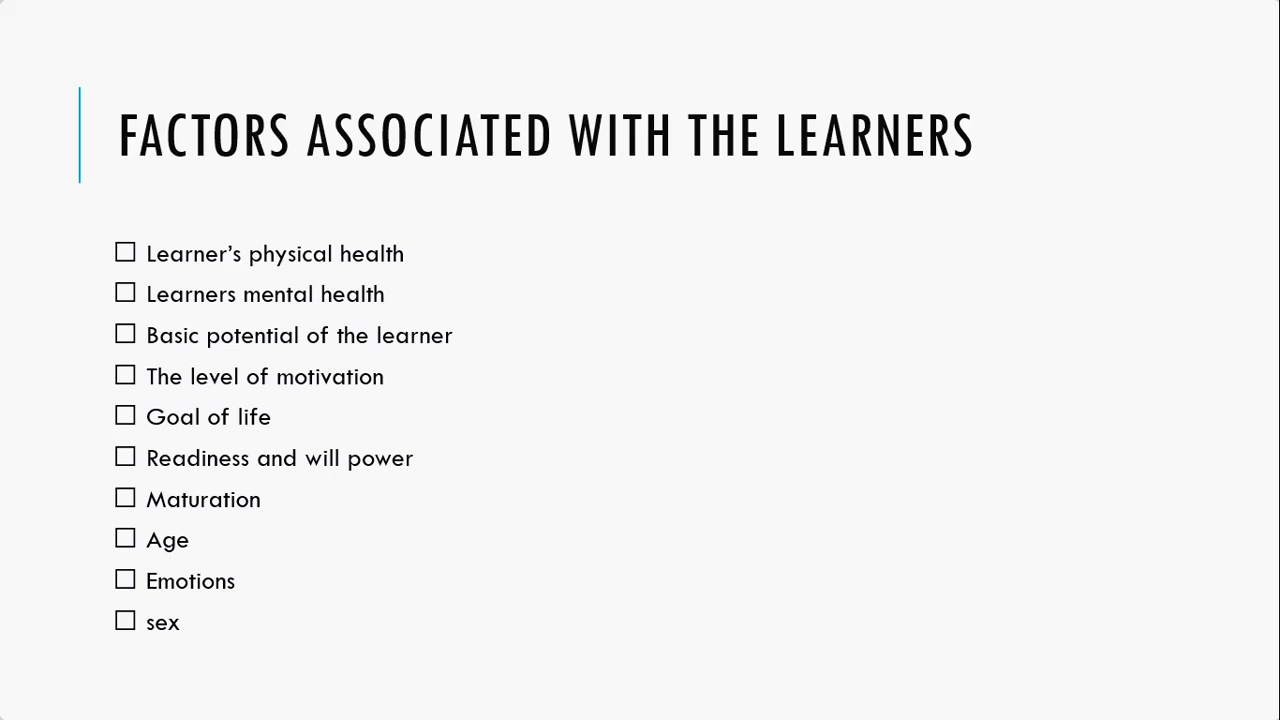 FACTORS ASSOCIATED WITH THE LEARNERS
☐ Learner’s physical health
☐ Learners mental health
☐ Basic potential of the learner
☐ The level of motivation
☐ Goal of life
☐ Readiness and will power
☐ Maturation
☐ Age
☐ Emotions
☐ sex